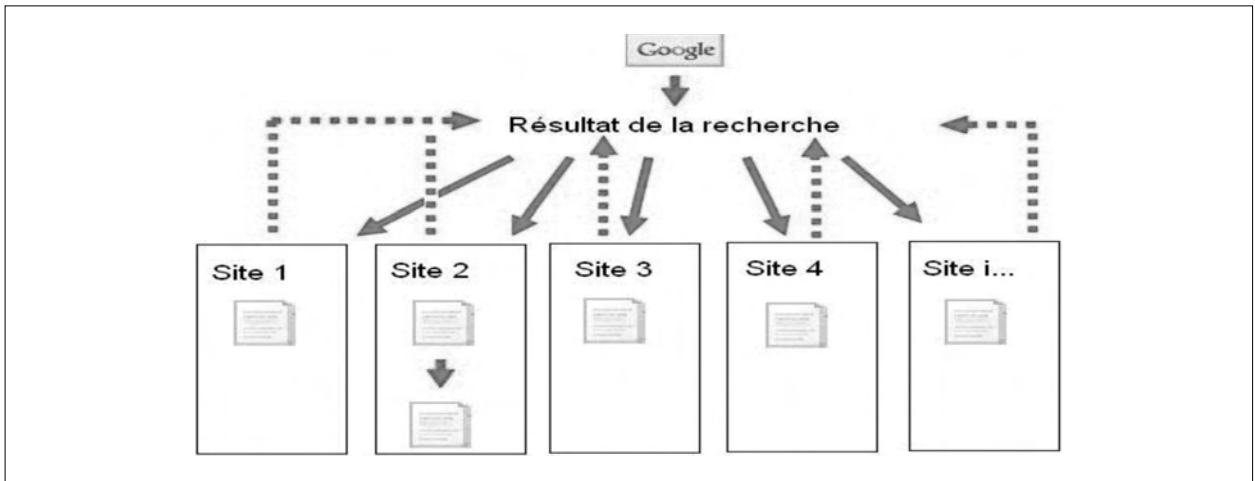 Google
Résultat de la recherche
Site 1
Site 2
Site 3
Site 4
Site i...